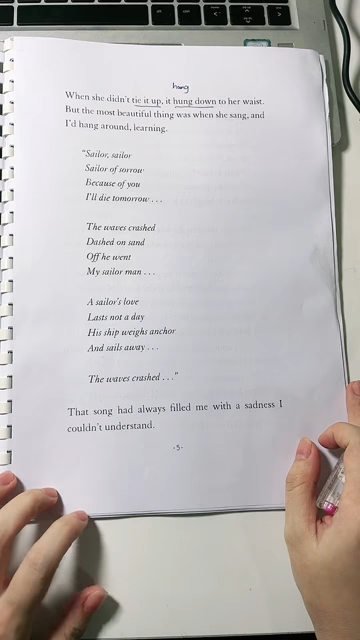 hang
When she didn't tie it up, it hung down to her waist.
But the most beautiful thing was when she sang, and
I'd hang around, learning.
"Sailor, sailor
Sailor of sorrow
Because of you
I'll die tomorrow . . .
The waves crashed
Dashed on sand
Off he went
My sailor man . . .
A sailor's love
Lasts not a day
His ship weighs anchor
And sails away . . .
The waves crashed . . ."
That song had always filled me with a sadness I
couldn't understand.
-5-